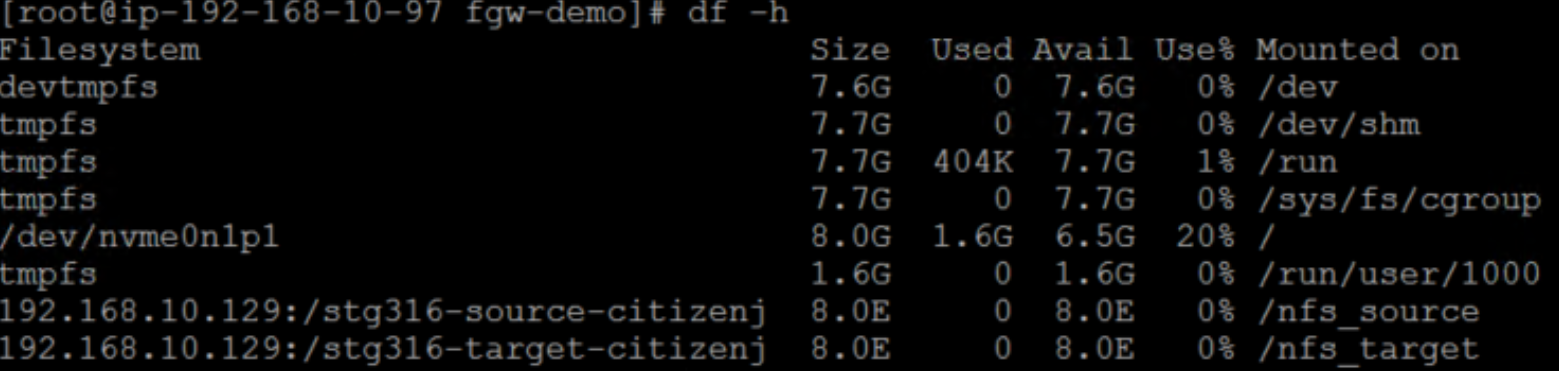 [root@ip-192-168-10-97 fgw-demo]# df -h
Filesystem                            Size  Used Avail Use% Mounted on
devtmpfs                              7.6G     0  7.6G   0% /dev
tmpfs                                 7.7G     0  7.7G   0% /dev/shm
tmpfs                                 7.7G  404K  7.7G   1% /run
tmpfs                                 7.7G     0  7.7G   0% /sys/fs/cgroup
/dev/nvme0n1p1                        8.0G  1.6G  6.5G  20% /
tmpfs                                 1.6G     0  1.6G   0% /run/user/1000
192.168.10.129:/stg316-source-citizenj  8.0E     0  8.0E   0% /nfs_source
192.168.10.129:/stg316-target-citizenj  8.0E     0  8.0E   0% /nfs_target